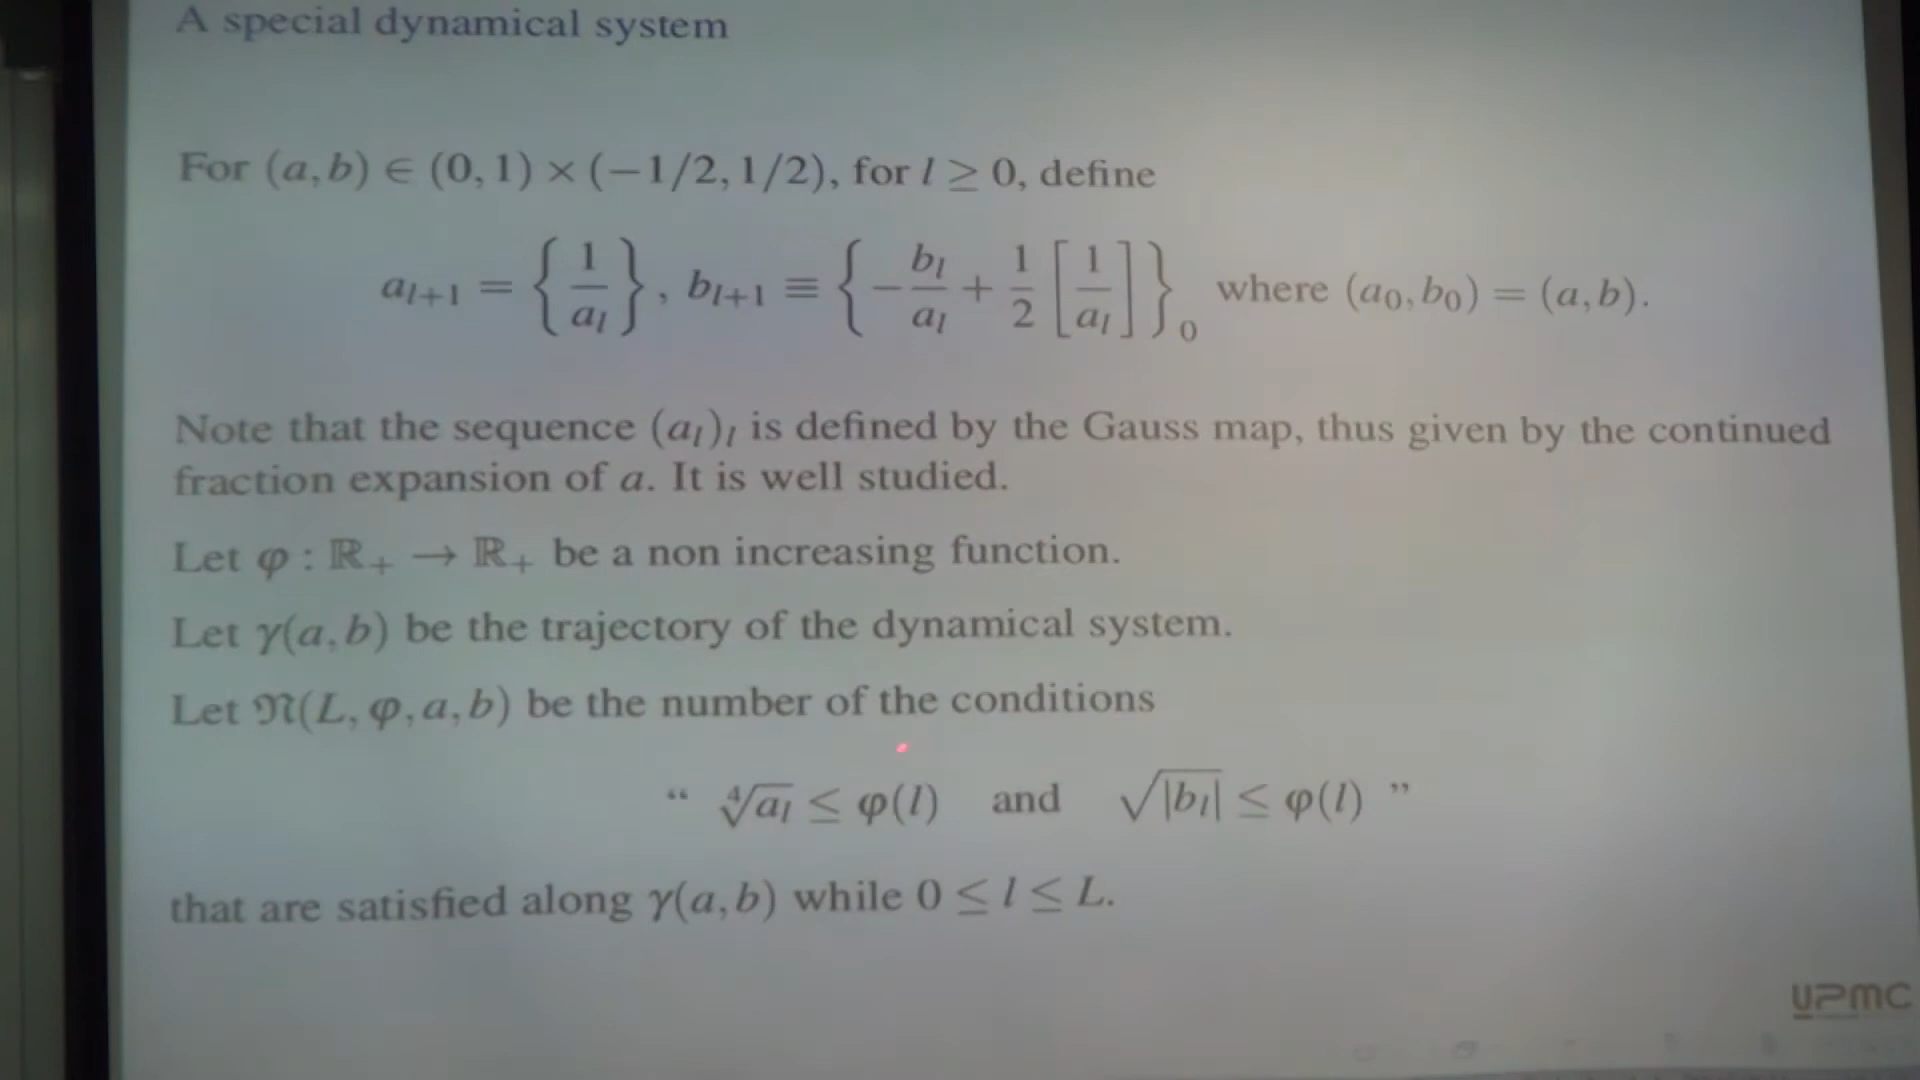 A special dynamical system
For (a, b) ∈ (0, 1) × (−1/2, 1/2), for l ≥ 0, define
a_{l+1} = {1/a_l}, b_{l+1} ≡ {−b_l/a_l + 1/2 [1/a_l]}_0 where (a_0, b_0) = (a, b).
Note that the sequence (a_l)_l is defined by the Gauss map, thus given by the continued
fraction expansion of a. It is well studied.
Let φ : ℝ_+ → ℝ_+ be a non increasing function.
Let γ(a, b) be the trajectory of the dynamical system.
Let 𝔑(L, φ, a, b) be the number of the conditions
“ ∜a_l ≤ φ(l) and √|b_l| ≤ φ(l) ”
that are satisfied along γ(a, b) while 0 ≤ l ≤ L.
UPMC